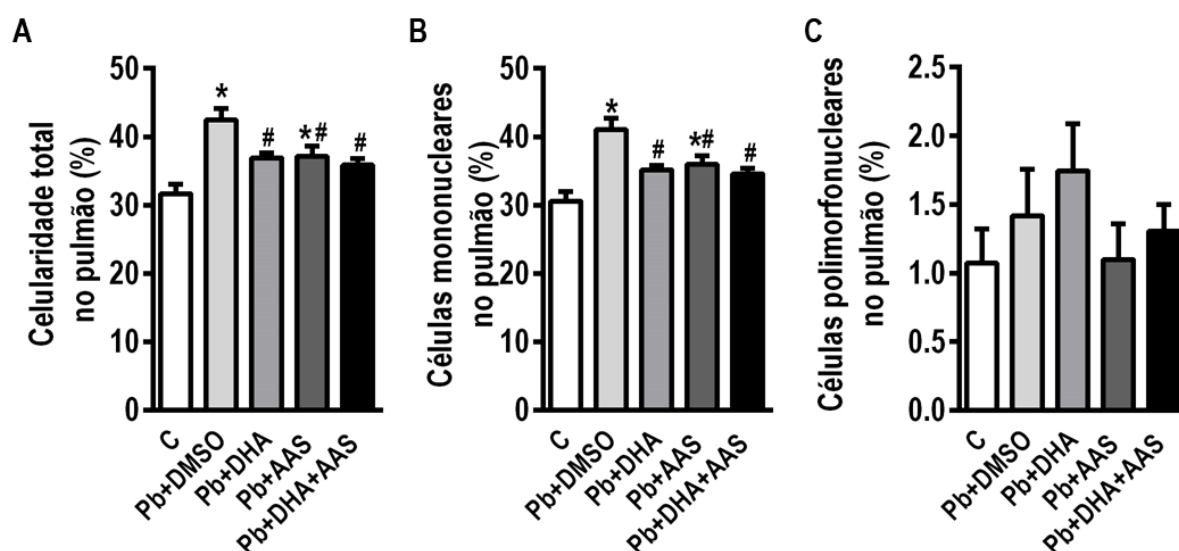 A
Celularidade total
no pulmão (%)
50
40
30
20
10
0
*
#
*#
#
C
Pb+DMSO
Pb+DHA
Pb+AAS
Pb+DHA+AAS
B
Células mononucleares
no pulmão (%)
50
40
30
20
10
0
*
#
*#
#
C
Pb+DMSO
Pb+DHA
Pb+AAS
Pb+DHA+AAS
C
Células polimorfonucleares
no pulmão (%)
2.5
2.0
1.5
1.0
0.5
0.0
C
Pb+DMSO
Pb+DHA
Pb+AAS
Pb+DHA+AAS